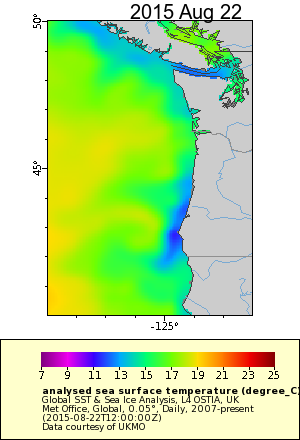 2015 Aug 22
50°
45°
-125°
7 9 11 13 15 17 19 21 23 25
analysed sea surface temperature (degree_C)
Global SST & Sea Ice Analysis, L4 OSTIA, UK
Met Office, Global, 0.05°, Daily, 2007-present
(2015-08-22T12:00:00Z)
Data courtesy of UKMO